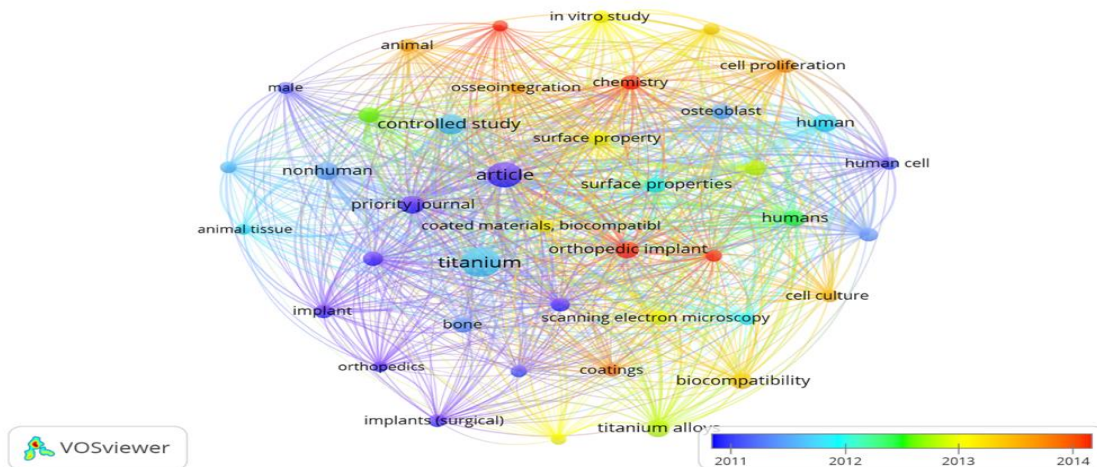 in vitro study
animal
cell proliferation
male
osseointegration
chemistry
controlled study
osteoblast
human
surface property
human cell
nonhuman
article
surface properties
priority journal
humans
animal tissue
coated materials, biocompatibl
orthopedic implant
titanium
cell culture
implant
bone
scanning electron microscopy
orthopedics
coatings
biocompatibility
implants (surgical)
titanium alloys
VOSviewer
2011 2012 2013 2014